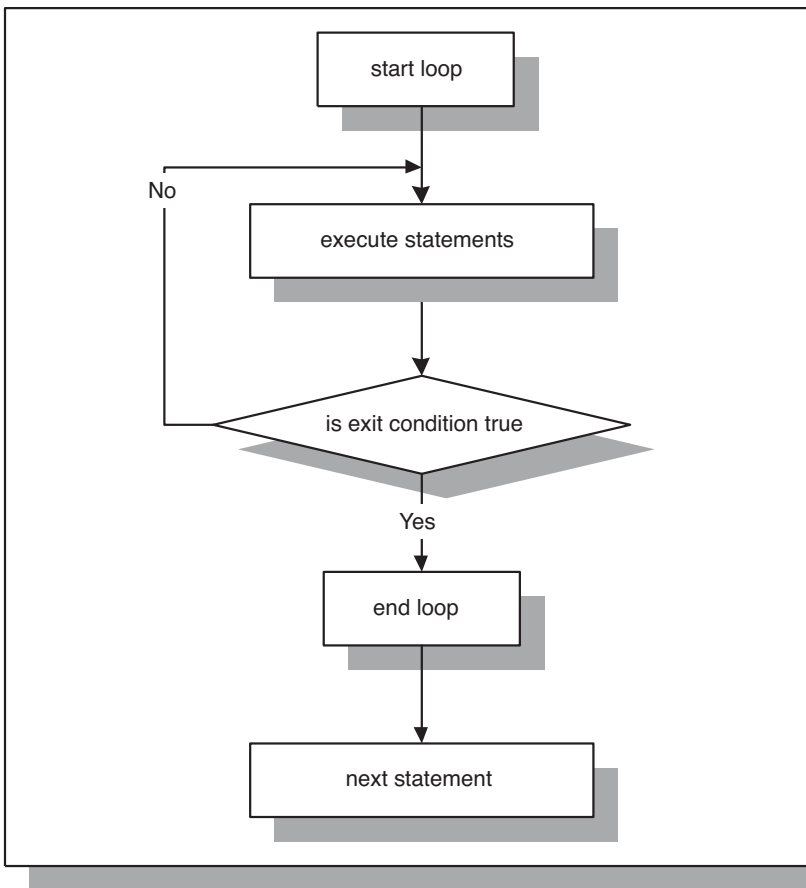 start loop
No
execute statements
is exit condition true
Yes
end loop
next statement